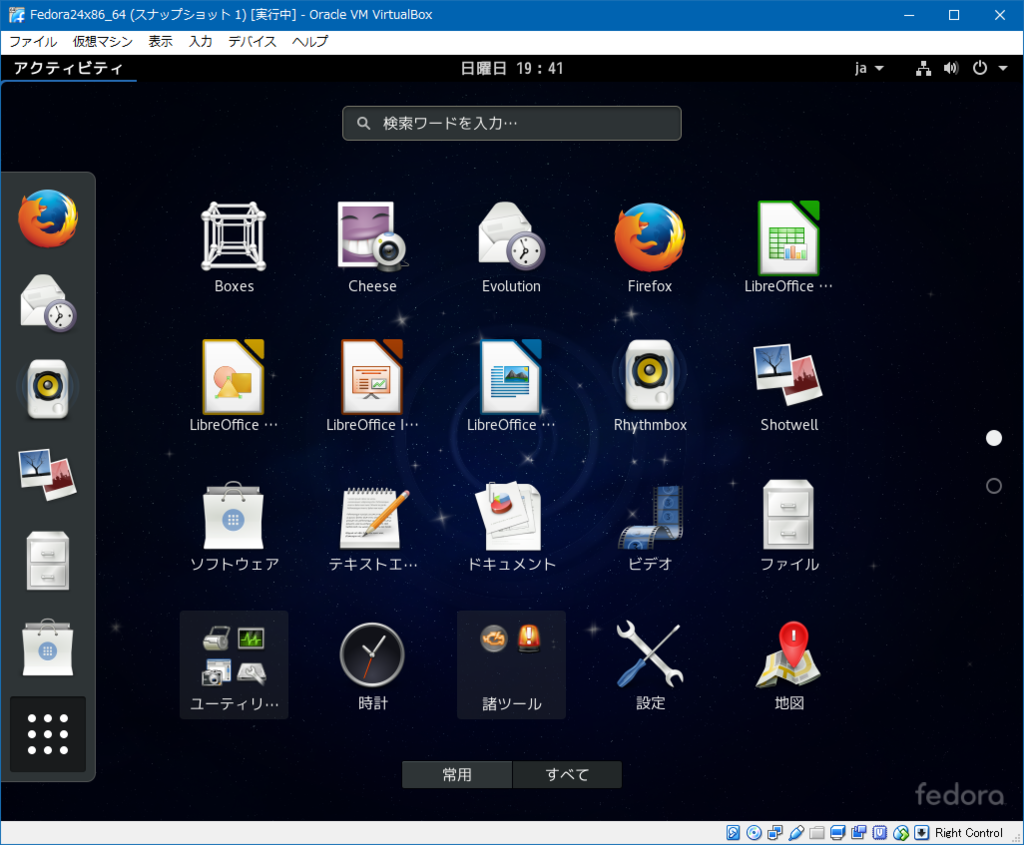 Fedora24x86_64 (スナップショット 1) [実行中] - Oracle VM VirtualBox
ファイル 仮想マシン 表示 入力 デバイス ヘルプ
アクティビティ 日曜日 19：41 ja
検索ワードを入力…
Boxes Cheese Evolution Firefox LibreOffice …
LibreOffice … LibreOffice I… LibreOffice … Rhythmbox Shotwell
ソフトウェア テキストエ… ドキュメント ビデオ ファイル
ユーティリ… 時計 諸ツール 設定 地図
常用 すべて
fedora
Right Control